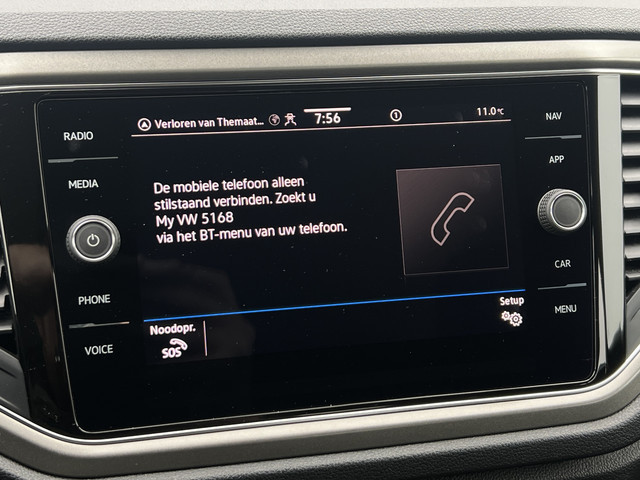 RADIO
MEDIA
PHONE
VOICE
Verloren van Themaat...
7:56
1
11.0°C
De mobiele telefoon alleen
stilstaand verbinden. Zoekt u
My VW 5168
via het BT-menu van uw telefoon.
Noodopr.
SOS
Setup
NAV
APP
CAR
MENU